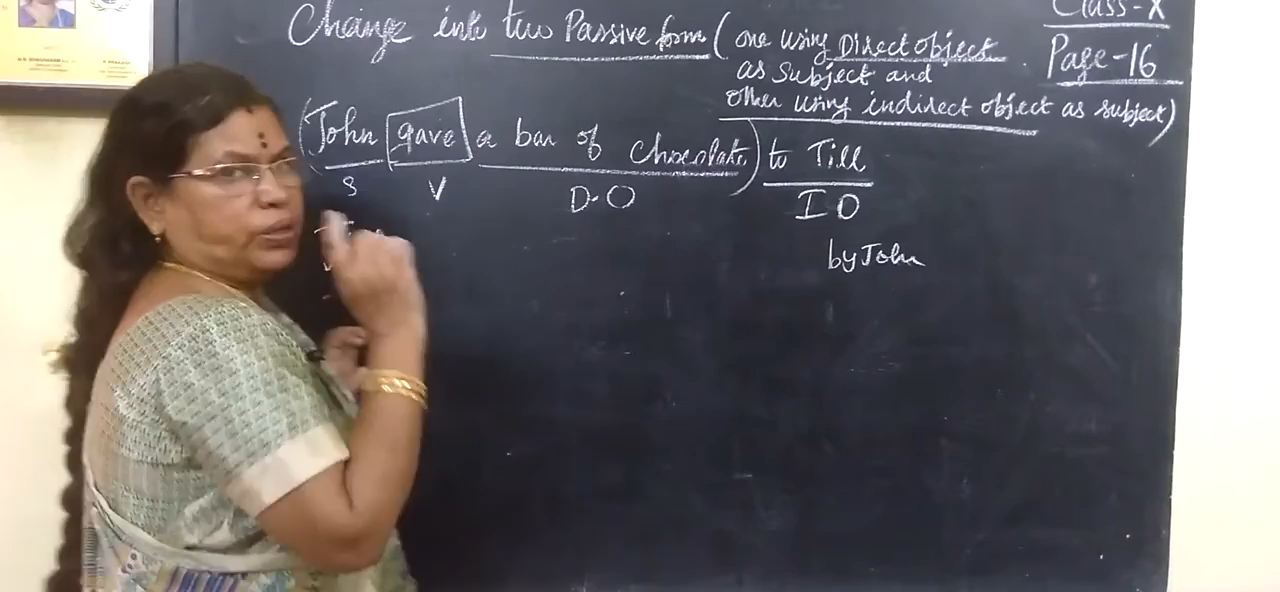 Class-X
Page-16
Change into two Passive form ( one using Direct object
as subject and
other using indirect object as subject)
(John gave a bar of chocolate) to Till
S V D.O I O
by John